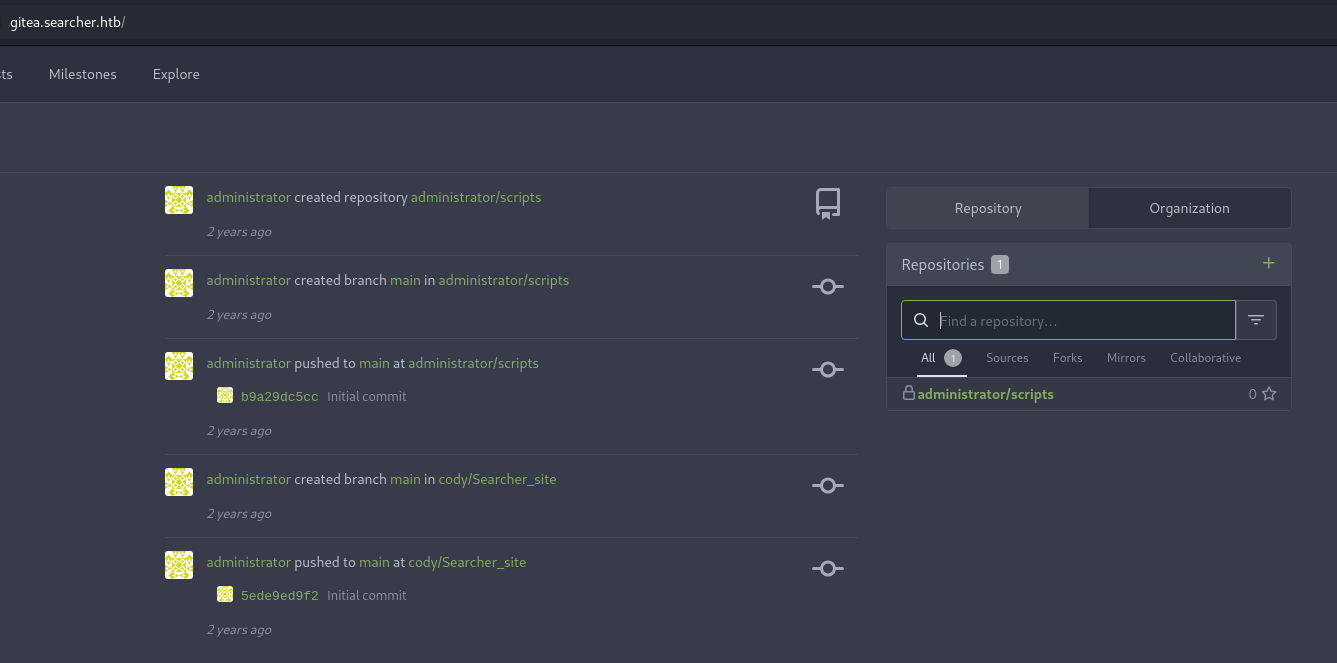 gitea.searcher.htb/
ts Milestones Explore
administrator created repository administrator/scripts
2 years ago
administrator created branch main in administrator/scripts
2 years ago
administrator pushed to main at administrator/scripts
b9a29dc5cc Initial commit
2 years ago
administrator created branch main in cody/Searcher_site
2 years ago
administrator pushed to main at cody/Searcher_site
5ede9ed9f2 Initial commit
2 years ago
Repository Organization
Repositories 1
Find a repository...
All 1 Sources Forks Mirrors Collaborative
administrator/scripts 0